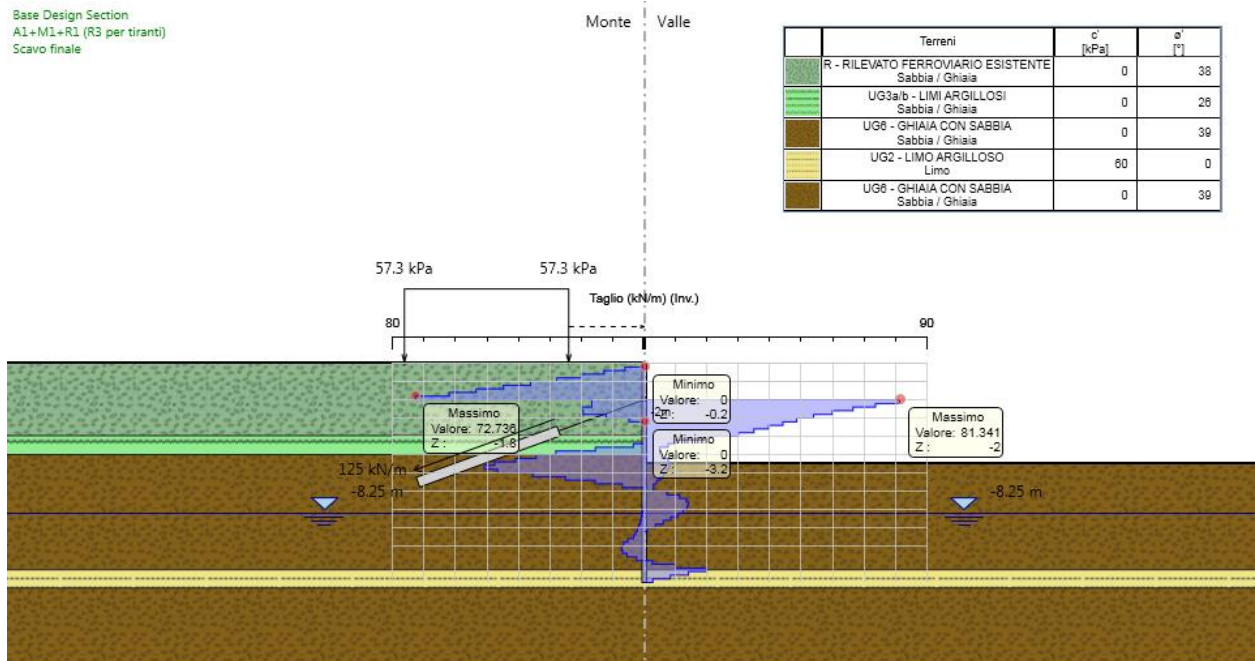 Base Design Section
A1+M1+R1 (R3 per tiranti)
Scavo finale
Monte Valle
Terreni c' ø'
[kPa] [°]
R - RILEVATO FERROVIARIO ESISTENTE
Sabbia / Ghiaia 0 38
UG3a/b - LIMI ARGILLOSI
Sabbia / Ghiaia 0 26
UG6 - GHIAIA CON SABBIA
Sabbia / Ghiaia 0 39
UG2 - LIMO ARGILLOSO
Limo 60 0
UG6 - GHIAIA CON SABBIA
Sabbia / Ghiaia 0 39
57.3 kPa 57.3 kPa
Taglio (kN/m) (Inv.)
80 90
Minimo
Valore: 0
Z : -0.2
-2m
Massimo
Valore: 72.736
Z : -1.8
Massimo
Valore: 81.341
Z : -2
Minimo
Valore: 0
Z : -3.2
125 kN/m
-8.25 m -8.25 m